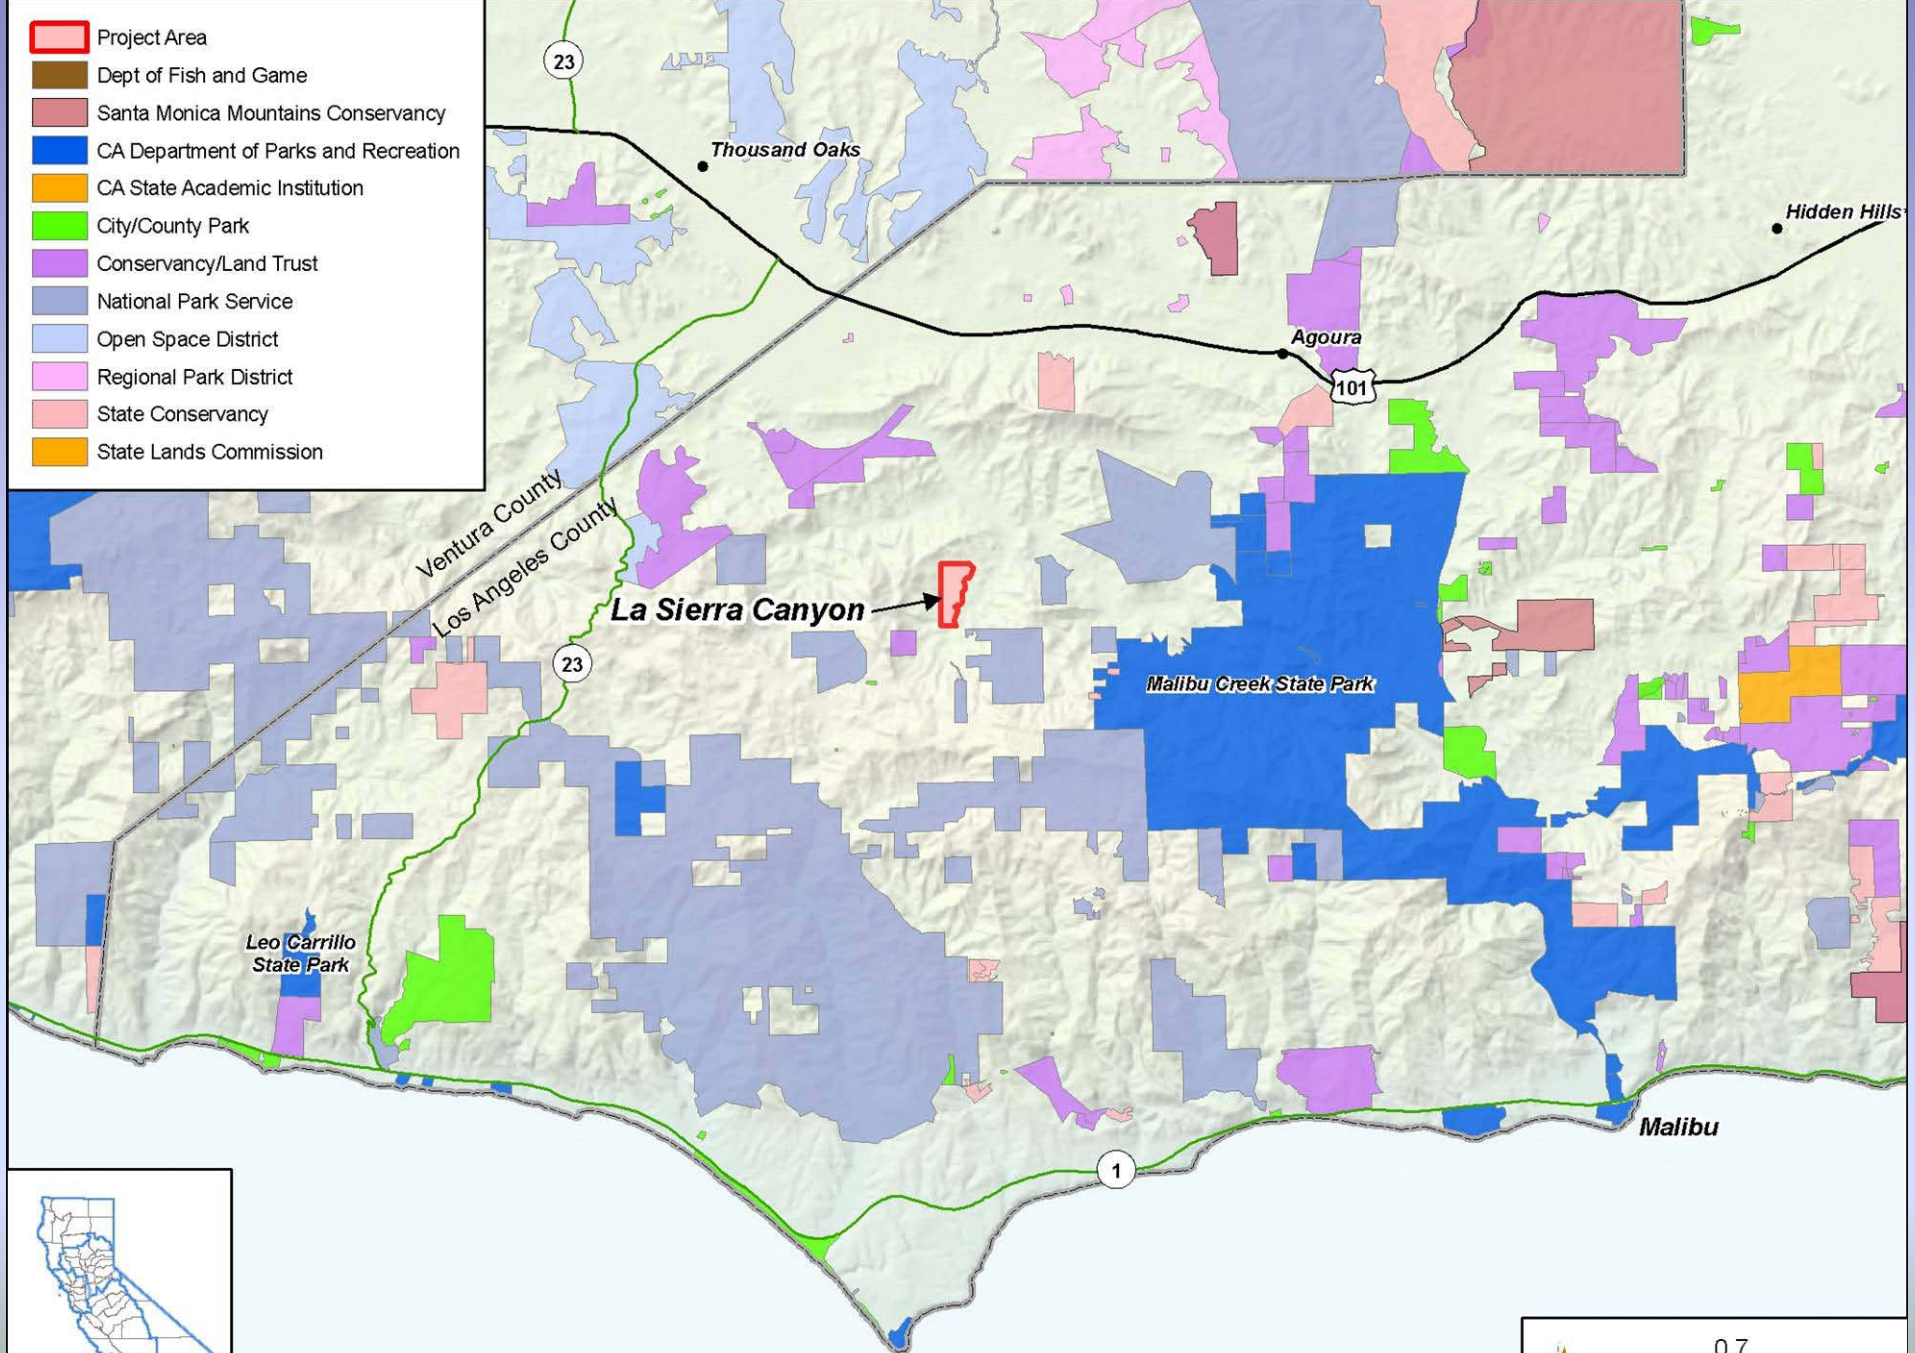 Project Area
Dept of Fish and Game
Santa Monica Mountains Conservancy
CA Department of Parks and Recreation
CA State Academic Institution
City/County Park
Conservancy/Land Trust
National Park Service
Open Space District
Regional Park District
State Conservancy
State Lands Commission
23
Thousand Oaks
Hidden Hills
Agoura
101
Ventura County
Los Angeles County
La Sierra Canyon
23
Malibu Creek State Park
Leo Carrillo
State Park
Malibu
1
0.7